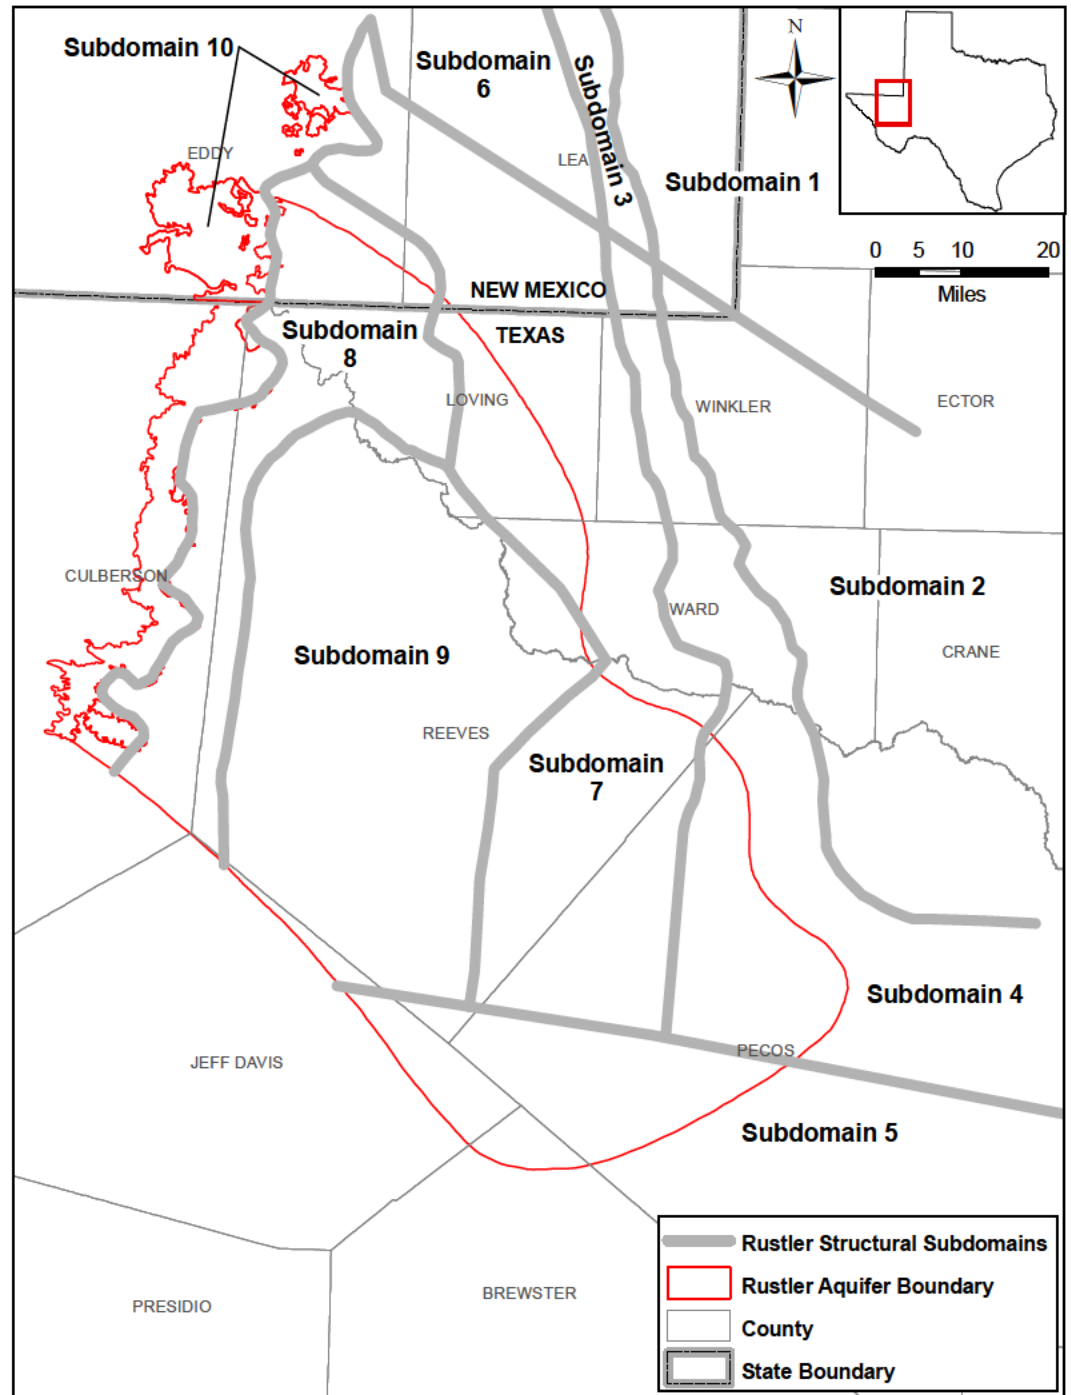 Subdomain 10
Subdomain
6
N
Subdomain 3
EDDY
LEA
Subdomain 1
0 5 10 20
Miles
NEW MEXICO
TEXAS
Subdomain
8
LOVING
WINKLER
ECTOR
CULBERSON
Subdomain 2
WARD
CRANE
Subdomain 9
REEVES
Subdomain
7
Subdomain 4
PECOS
JEFF DAVIS
Subdomain 5
PRESIDIO
BREWSTER
Rustler Structural Subdomains
Rustler Aquifer Boundary
County
State Boundary